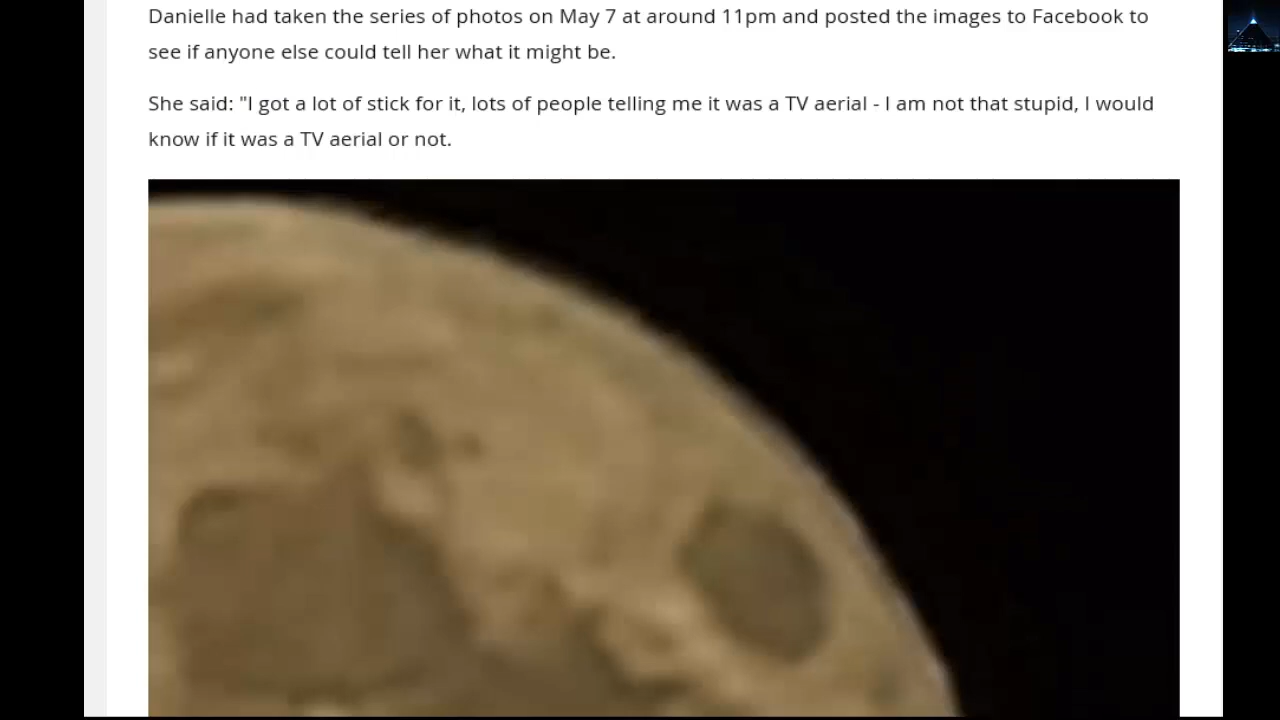 Danielle had taken the series of photos on May 7 at around 11pm and posted the images to Facebook to
see if anyone else could tell her what it might be.
She said: "I got a lot of stick for it, lots of people telling me it was a TV aerial - I am not that stupid, I would
know if it was a TV aerial or not.